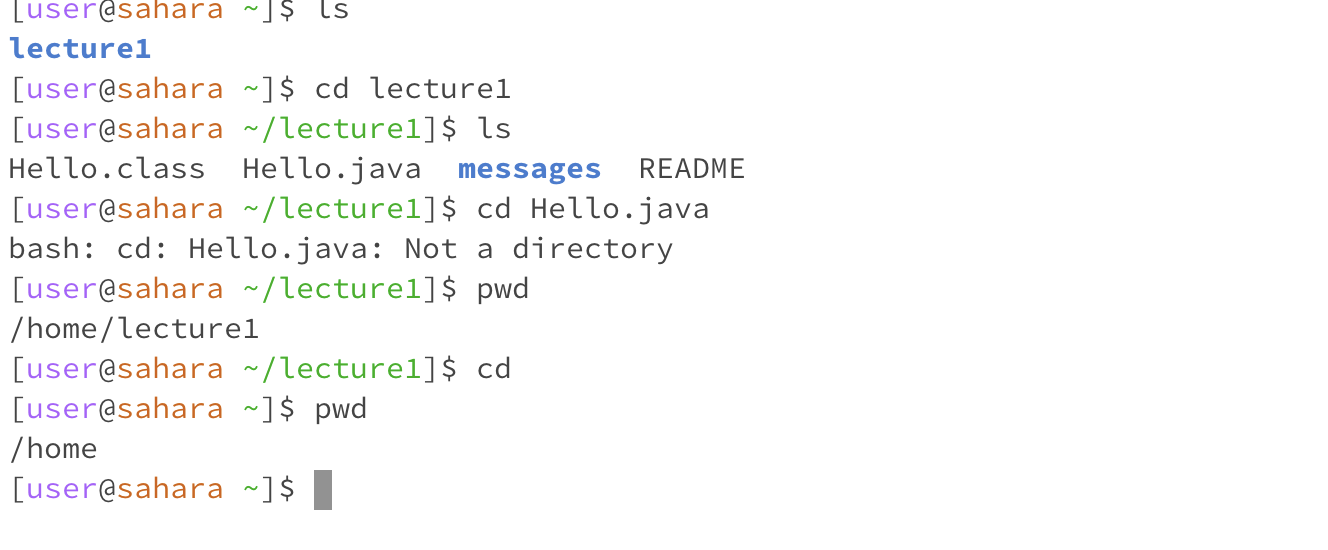 [user@sahara ~]$ ls
lecture1
[user@sahara ~]$ cd lecture1
[user@sahara ~/lecture1]$ ls
Hello.class  Hello.java  messages  README
[user@sahara ~/lecture1]$ cd Hello.java
bash: cd: Hello.java: Not a directory
[user@sahara ~/lecture1]$ pwd
/home/lecture1
[user@sahara ~/lecture1]$ cd
[user@sahara ~]$ pwd
/home
[user@sahara ~]$